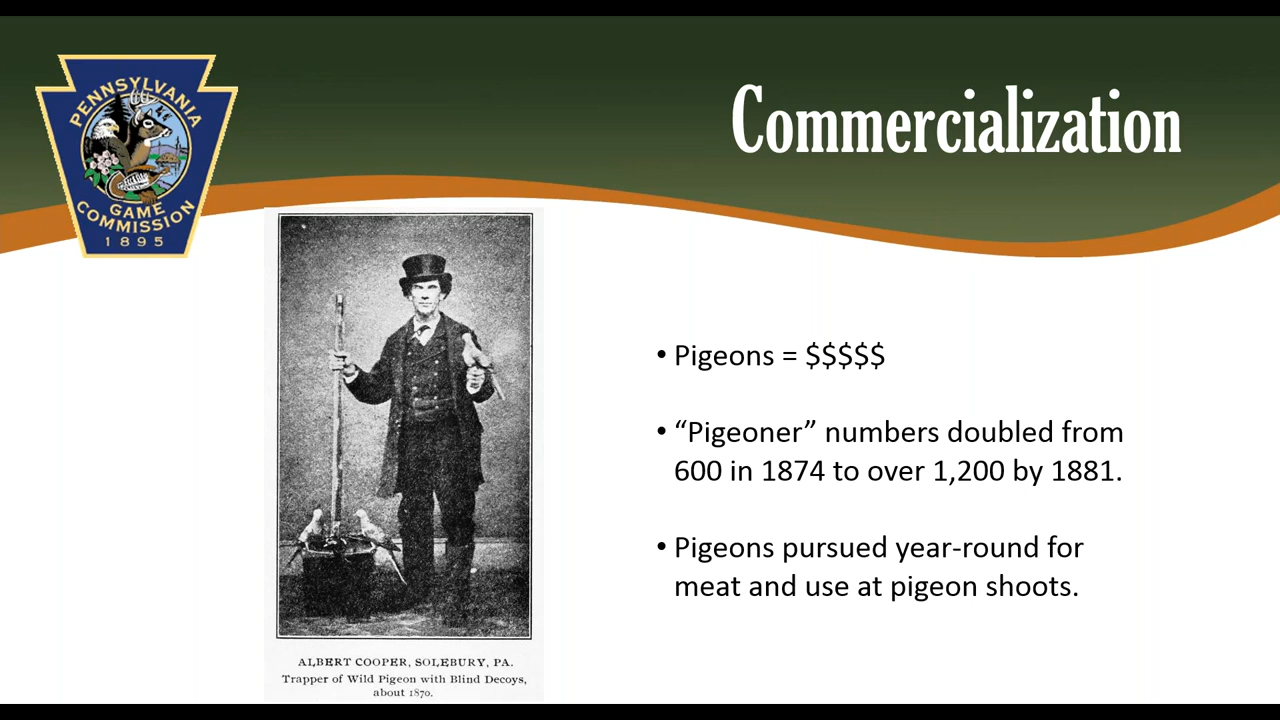 PENNSYLVANIA
GAME
COMMISSION
1895
Commercialization
• Pigeons = $$$$$
• “Pigeoner” numbers doubled from
600 in 1874 to over 1,200 by 1881.
• Pigeons pursued year-round for
meat and use at pigeon shoots.
ALBERT COOPER, SOLEBURY, PA.
Trapper of Wild Pigeon with Blind Decoys,
about 1870.